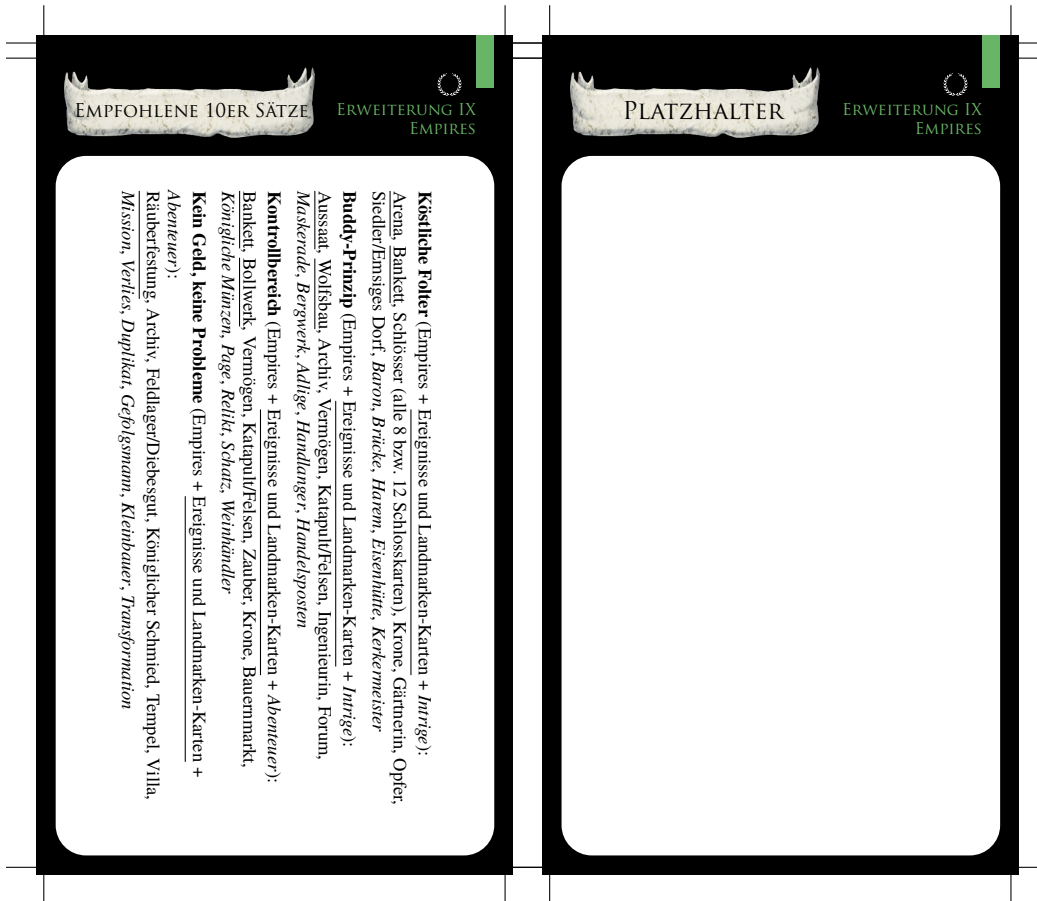 EMPFOHLENE 10ER SÄTZE
ERWEITERUNG IX
EMPIRES
Köstliche Folter (Empires + Ereignisse und Landmarken-Karten + Intrige):
Arena, Bankett, Schlösser (alle 8 bzw. 12 Schlosskarten), Krone, Gärtnerin, Opfer,
Siedler/Emsiges Dorf, Baron, Brücke, Harem, Eisenhütte, Kerkermeister
Buddy-Prinzip (Empires + Ereignisse und Landmarken-Karten + Intrige):
Aussaat, Wolfsbau, Archiv, Vermögen, Katapult/Felsen, Ingenieurin, Forum,
Maskerade, Bergwerk, Adlige, Handlanger, Handelsposten
Kontrollbereich (Empires + Ereignisse und Landmarken-Karten + Abenteuer):
Bankett, Bollwerk, Vermögen, Katapult/Felsen, Zauber, Krone, Bauernmarkt,
Königliche Münzen, Page, Relikt, Schatz, Weinhändler
Kein Geld, keine Probleme (Empires + Ereignisse und Landmarken-Karten +
Abenteuer):
Räuberfestung, Archiv, Feldlager/Diebesgut, Königlicher Schmied, Tempel, Villa,
Mission, Verlies, Duplikat, Gefolgsmann, Kleinbauer, Transformation
PLATZHALTER
ERWEITERUNG IX
EMPIRES